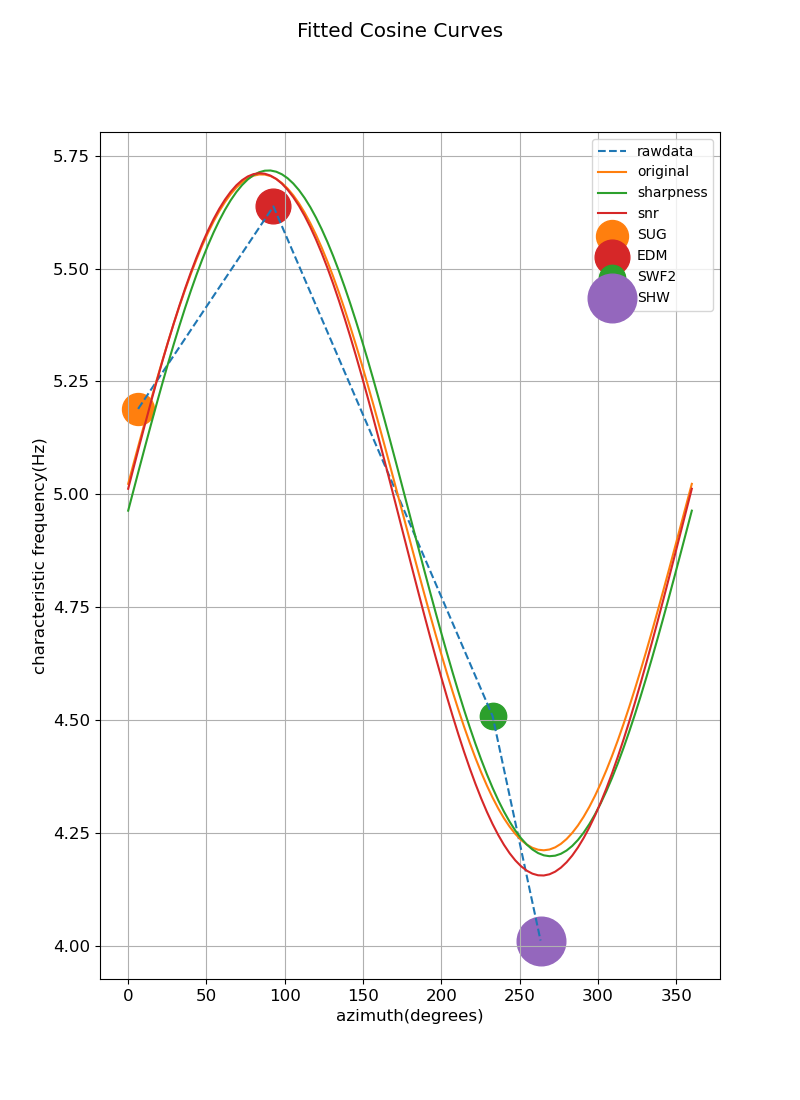 Fitted Cosine Curves
5.75
5.50
5.25
5.00
4.75
4.50
4.25
4.00
characteristic frequency(Hz)
rawdata
original
sharpness
snr
SUG
EDM
SWF2
SHW
0 50 100 150 200 250 300 350
azimuth(degrees)